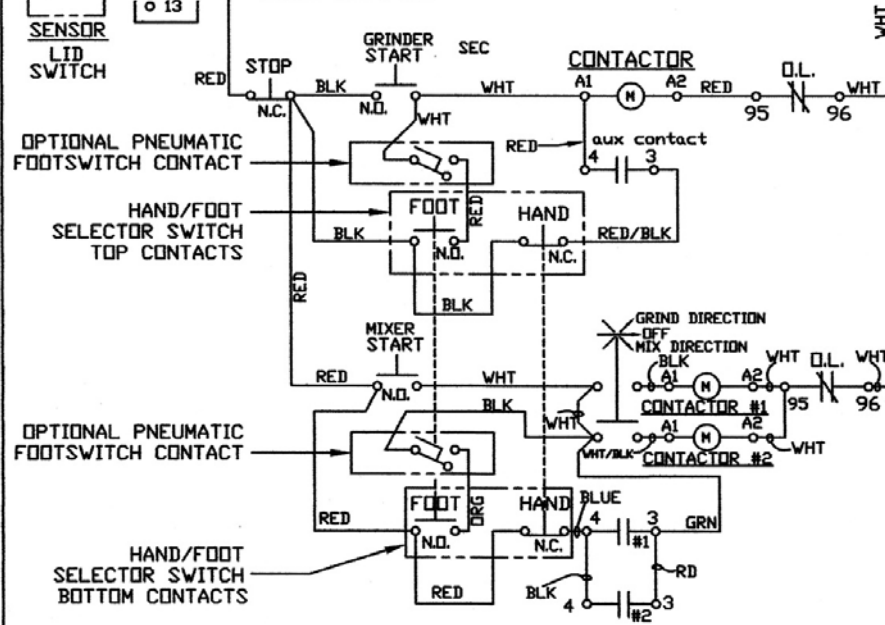 13
WHT
SENSOR
LID
SWITCH
GRINDER
START
SEC
CONTACTOR
RED
STOP
BLK
WHT
A1
M
A2
RED
O.L.
WHT
N.C.
N.O.
95
96
WHT
OPTIONAL PNEUMATIC
FOOTSWITCH CONTACT
RED
aux contact
4
3
HAND/FOOT
SELECTOR SWITCH
TOP CONTACTS
FOOT
RED
HAND
BLK
N.O.
N.C.
RED/BLK
RED
BLK
MIXER
START
GRIND DIRECTION
OFF
MIX DIRECTION
RED
N.O.
WHT
BLK
A1
M
A2
WHT
O.L.
WHT
CONTACTOR #1
95
96
BLK
WHT
A1
M
A2
WHT
WHT/BLK
CONTACTOR #2
OPTIONAL PNEUMATIC
FOOTSWITCH CONTACT
FOOT
ORG
HAND
BLUE
RED
N.O.
N.C.
4
3
GRN
#1
HAND/FOOT
SELECTOR SWITCH
BOTTOM CONTACTS
RED
BLK
RD
4
3
#2